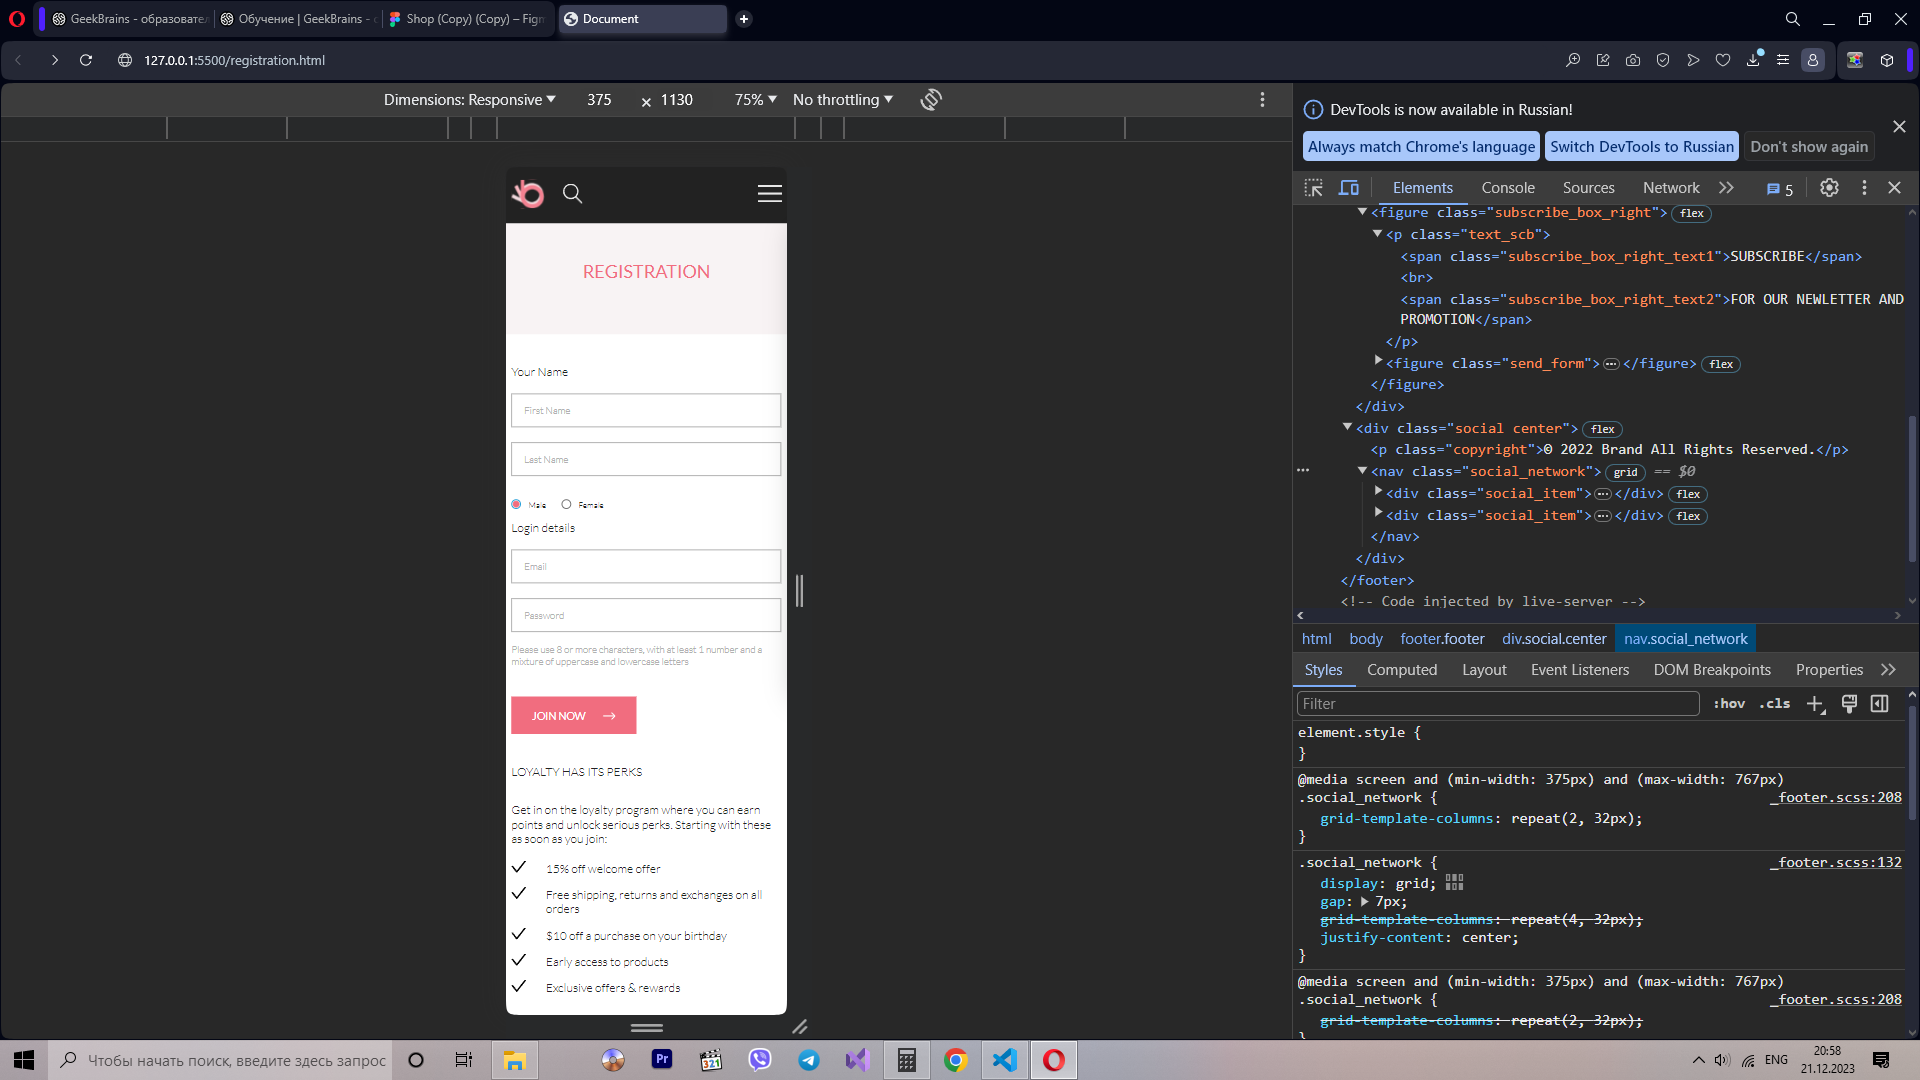 GeekBrains - образовател
Обучение | GeekBrains - о
Shop (Copy) (Copy) – Figm
Document
127.0.0.1:5500/registration.html
Dimensions: Responsive
375
×
1130
75%
No throttling
DevTools is now available in Russian!
Always match Chrome's language
Switch DevTools to Russian
Don't show again
Elements
Console
Sources
Network
5
REGISTRATION
Your Name
First Name
Last Name
Male
Female
Login details
Email
Password
Please use 8 or more characters, with at least 1 number and a
mixture of uppercase and lowercase letters
JOIN NOW
LOYALTY HAS ITS PERKS
Get in on the loyalty program where you can earn
points and unlock serious perks. Starting with these
as soon as you join:
15% off welcome offer
Free shipping, returns and exchanges on all
orders
$10 off a purchase on your birthday
Early access to products
Exclusive offers & rewards
<figure class="subscribe_box_right"> flex
<p class="text_scb">
<span class="subscribe_box_right_text1">SUBSCRIBE</span>
<br>
<span class="subscribe_box_right_text2">FOR OUR NEWLETTER AND
PROMOTION</span>
</p>
<figure class="send_form">…</figure> flex
</figure>
</div>
<div class="social center"> flex
<p class="copyright">© 2022 Brand All Rights Reserved.</p>
<nav class="social_network"> grid == $0
<div class="social_item">…</div> flex
<div class="social_item">…</div> flex
</nav>
</div>
</footer>
<!-- Code injected by live-server -->
html body footer.footer div.social.center nav.social_network
Styles Computed Layout Event Listeners DOM Breakpoints Properties
Filter
:hov .cls
element.style {
}
@media screen and (min-width: 375px) and (max-width: 767px)
.social_network { _footer.scss:208
grid-template-columns: repeat(2, 32px);
}
.social_network { _footer.scss:132
display: grid;
gap: 7px;
grid-template-columns: repeat(4, 32px);
justify-content: center;
}
@media screen and (min-width: 375px) and (max-width: 767px)
.social_network { _footer.scss:208
grid-template-columns: repeat(2, 32px);
Чтобы начать поиск, введите здесь запрос
Pr
321
ENG
20:58
21.12.2023